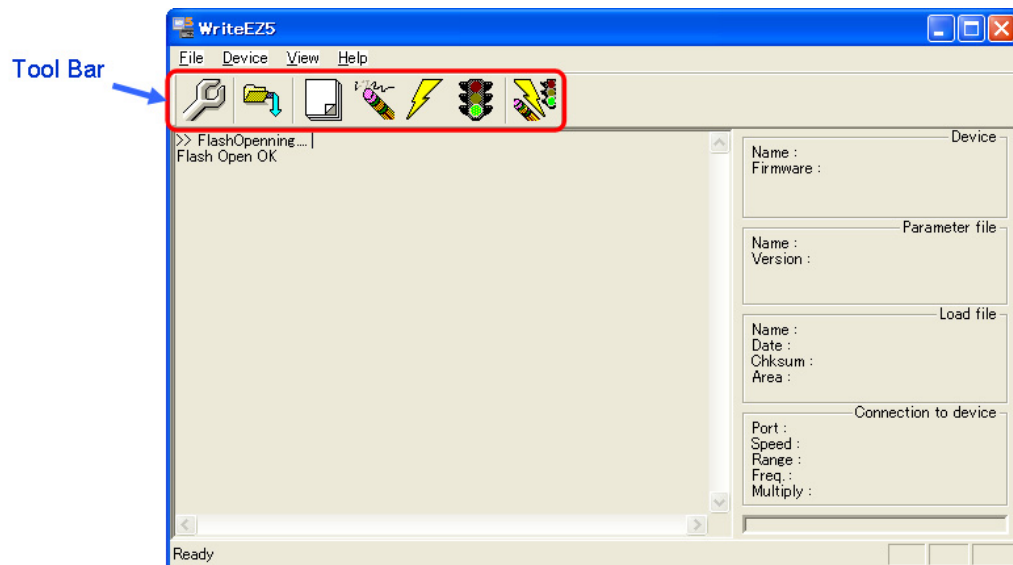 WriteEZ5
File Device View Help
Tool Bar
>> FlashOpenning.... |
Flash Open OK
Device
Name :
Firmware :
Parameter file
Name :
Version :
Load file
Name :
Date :
Chksum :
Area :
Connection to device
Port :
Speed :
Range :
Freq. :
Multiply :
Ready